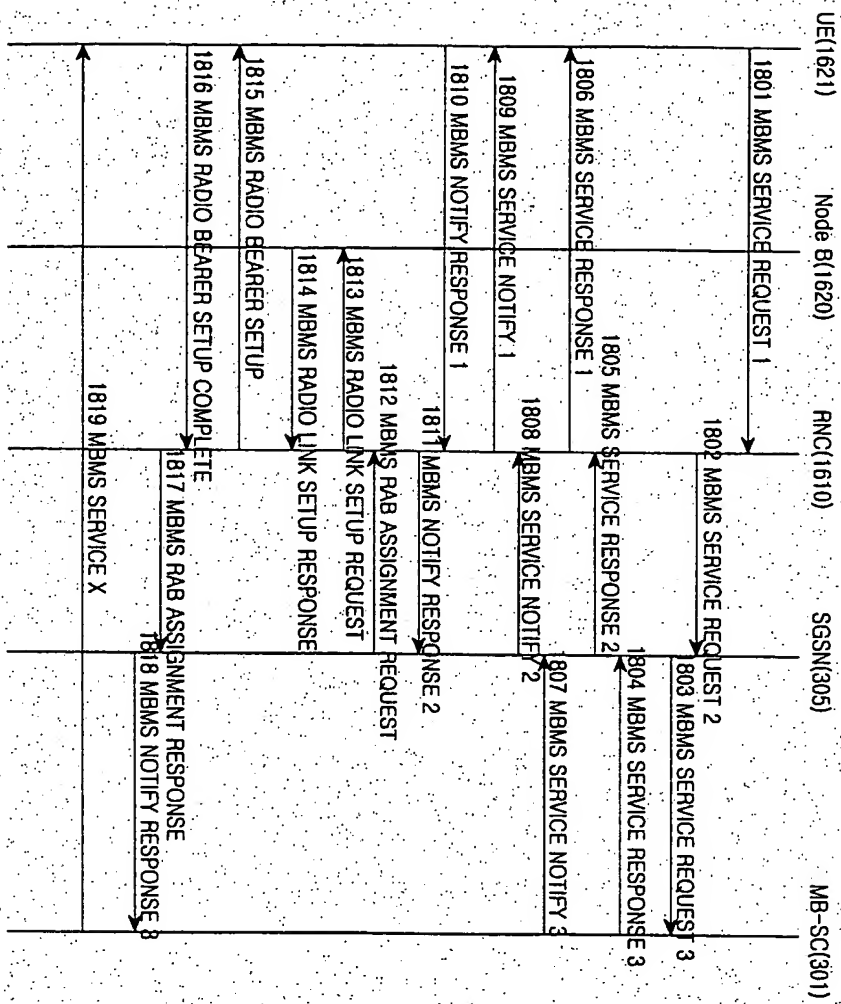 UE(1621)
Node B(1620)
RNC(1610)
SGSN(305)
MB-SC(301)
1801 MBMS SERVICE REQUEST 1
1802 MBMS SERVICE REQUEST 2
1803 MBMS SERVICE REQUEST 3
1804 MBMS SERVICE RESPONSE 3
1805 MBMS SERVICE RESPONSE 2
1806 MBMS SERVICE RESPONSE 1
1807 MBMS SERVICE NOTIFY 3
1808 MBMS SERVICE NOTIFY 2
1809 MBMS SERVICE NOTIFY 1
1810 MBMS NOTIFY RESPONSE 1
1811 MBMS NOTIFY RESPONSE 2
1812 MBMS RAB ASSIGNMENT REQUEST
1813 MBMS RADIO LINK SETUP REQUEST
1814 MBMS RADIO LINK SETUP RESPONSE
1815 MBMS RADIO BEARER SETUP
1816 MBMS RADIO BEARER SETUP COMPLETE
1817 MBMS RAB ASSIGNMENT RESPONSE
1818 MBMS NOTIFY RESPONSE 3
1819 MBMS SERVICE X